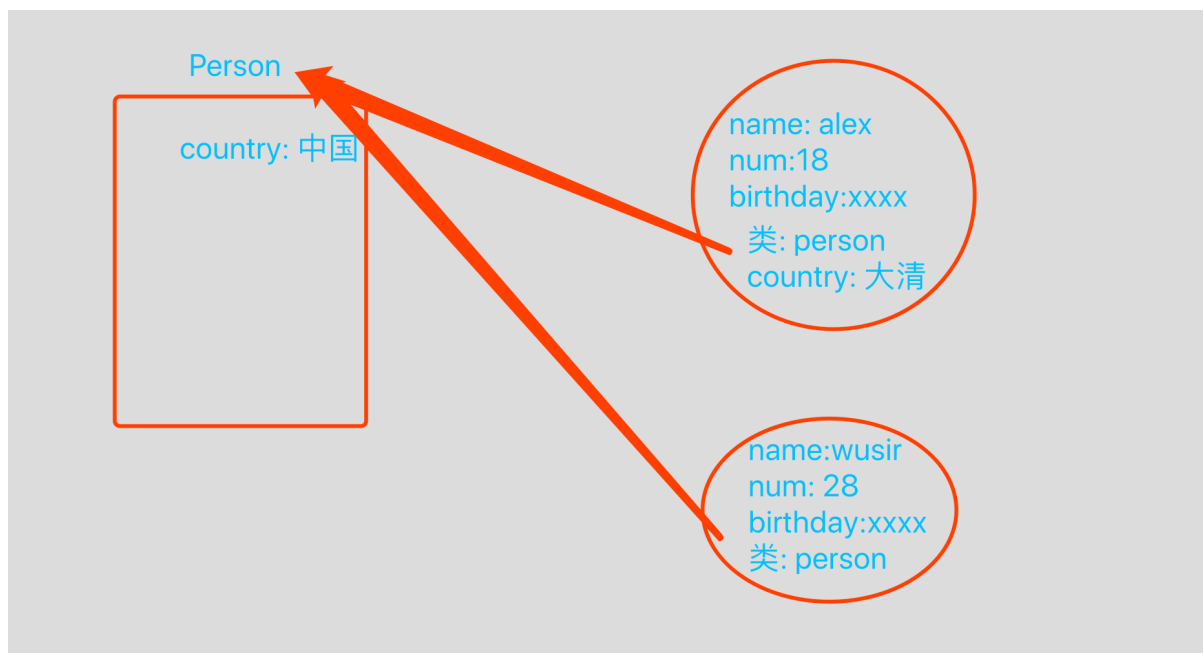 Person
country: 中国
name: alex
num:18
birthday:xxxx
类: person
country: 大清
name:wusir
num: 28
birthday:xxxx
类: person